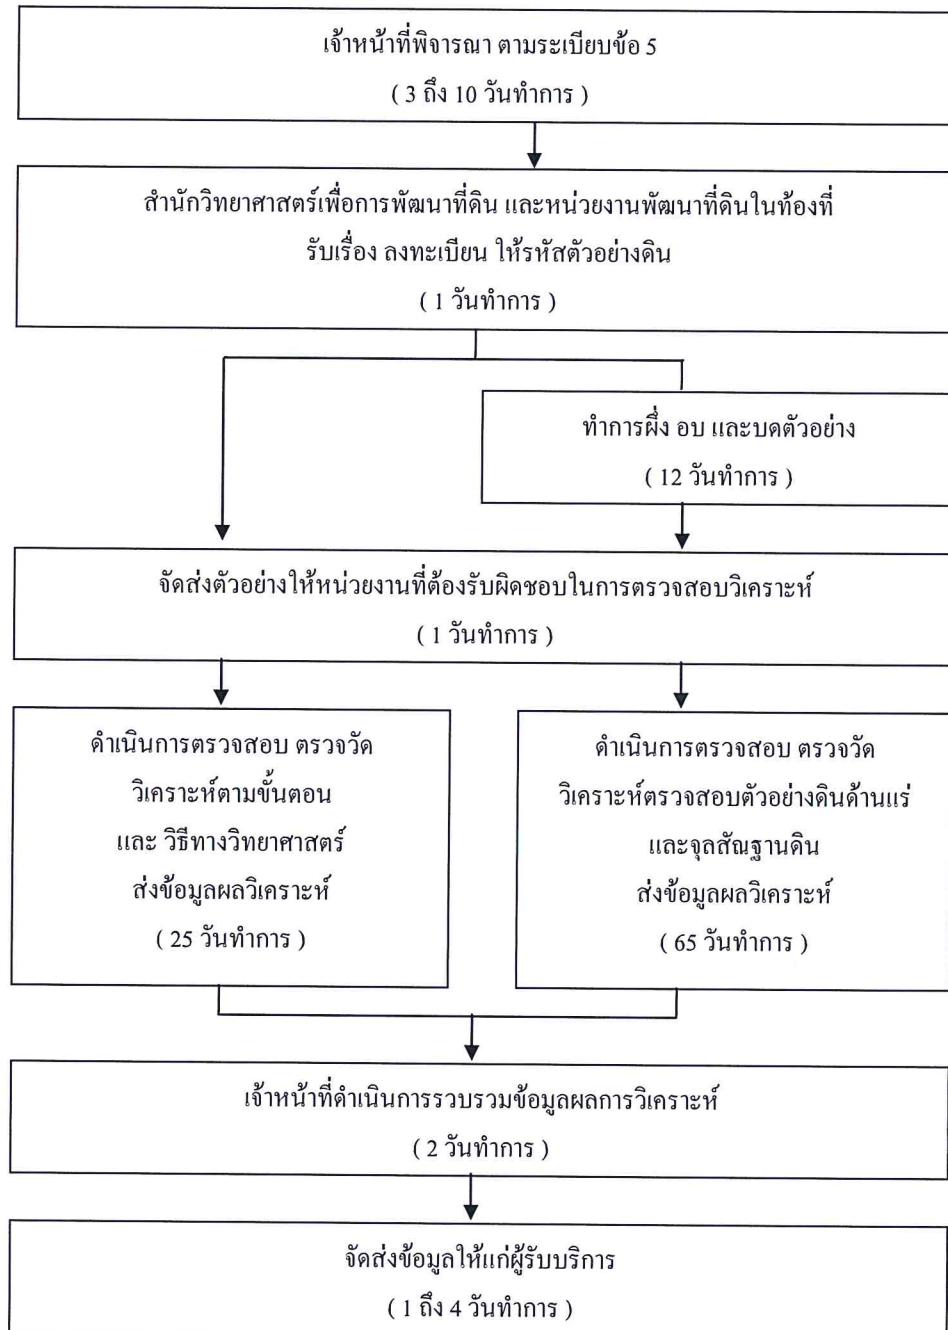 เจ้าหน้าที่พิจารณา ตามระเบียบข้อ 5
( 3 ถึง 10 วันทำการ )
สำนักวิทยาศาสตร์เพื่อการพัฒนาที่ดิน และหน่วยงานพัฒนาที่ดินในท้องที่
รับเรื่อง ลงทะเบียน ให้รหัสตัวอย่างดิน
( 1 วันทำการ )
ทำการผึ่ง อบ และบดตัวอย่าง
( 12 วันทำการ )
จัดส่งตัวอย่างให้หน่วยงานที่ต้องรับผิดชอบในการตรวจสอบวิเคราะห์
( 1 วันทำการ )
ดำเนินการตรวจสอบ ตรวจวัด
วิเคราะห์ตามขั้นตอน
และ วิธีทางวิทยาศาสตร์
ส่งข้อมูลผลวิเคราะห์
( 25 วันทำการ )
ดำเนินการตรวจสอบ ตรวจวัด
วิเคราะห์ตรวจสอบตัวอย่างดินด้านแร่
และจุลสัณฐานดิน
ส่งข้อมูลผลวิเคราะห์
( 65 วันทำการ )
เจ้าหน้าที่ดำเนินการรวบรวมข้อมูลผลการวิเคราะห์
( 2 วันทำการ )
จัดส่งข้อมูลให้แก่ผู้รับบริการ
( 1 ถึง 4 วันทำการ )